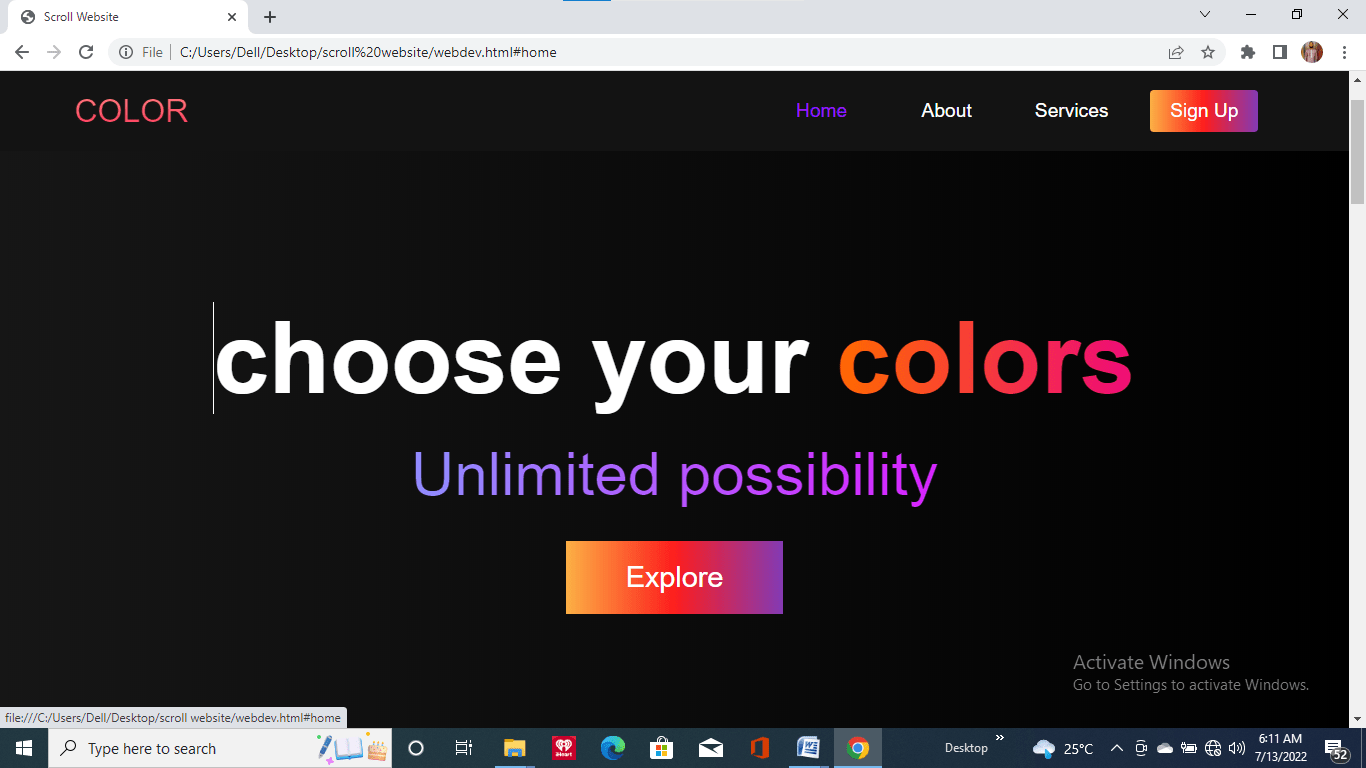 Scroll Website
File C:/Users/Dell/Desktop/scroll%20website/webdev.html#home
COLOR Home About Services Sign Up
choose your colors
Unlimited possibility
Explore
Activate Windows
Go to Settings to activate Windows.
file:///C:/Users/Dell/Desktop/scroll website/webdev.html#home
Type here to search
iHeart
W
Desktop
25°C
6:11 AM
7/13/2022
52